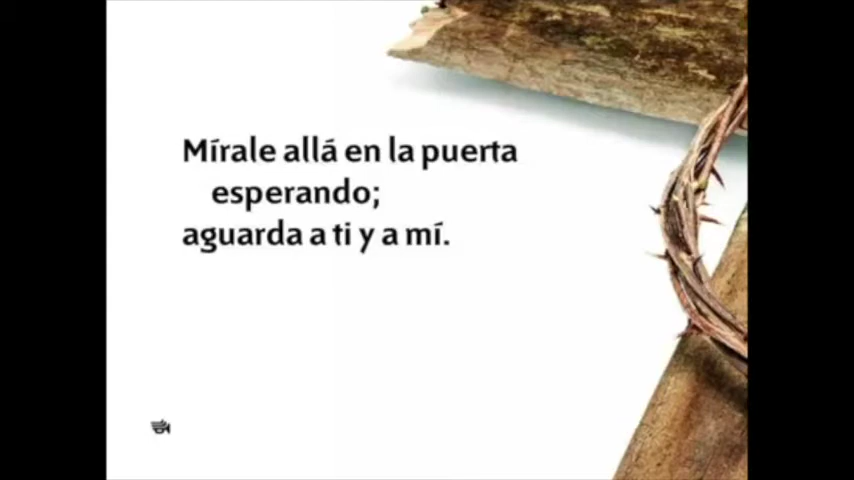 Mírale allá en la puerta
esperando;
aguarda a ti y a mí.